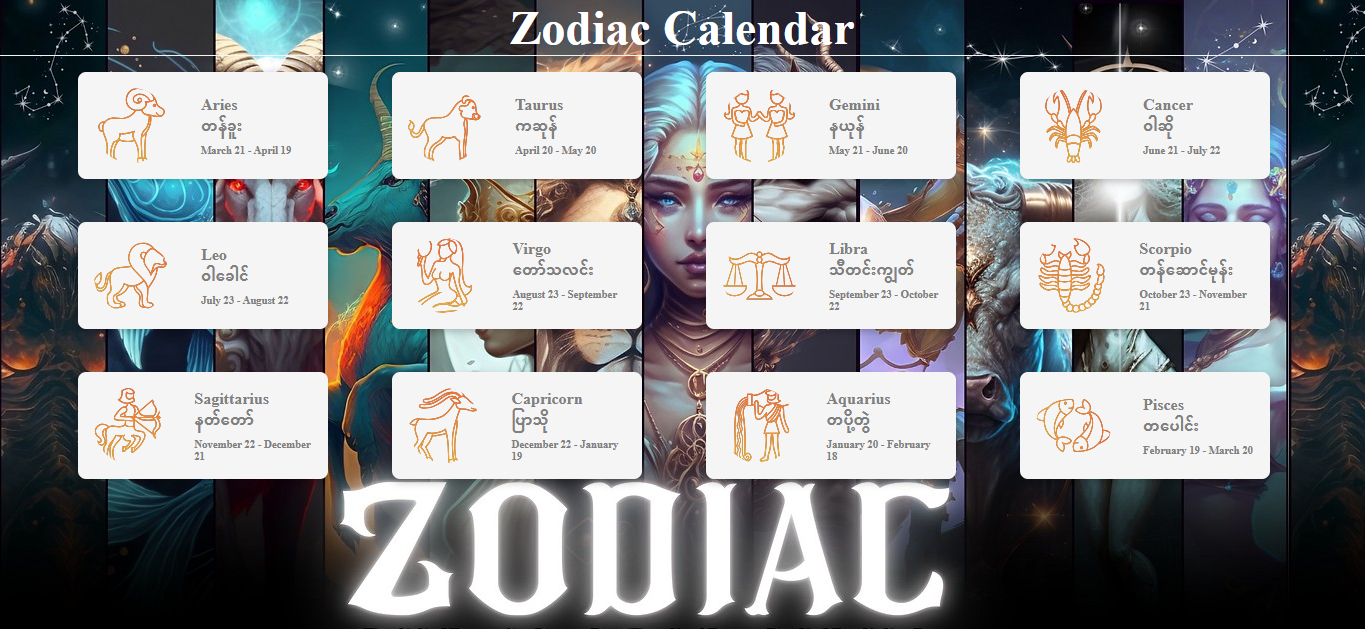 Zodiac Calendar
Aries
တန်ခူး
March 21 - April 19
Taurus
ကဆုန်
April 20 - May 20
Gemini
နယုန်
May 21 - June 20
Cancer
ဝါဆို
June 21 - July 22
Leo
ဝါခေါင်
July 23 - August 22
Virgo
တော်သလင်း
August 23 - September
22
Libra
သီတင်းကျွတ်
September 23 - October
22
Scorpio
တန်ဆောင်မုန်း
October 23 - November
21
Sagittarius
နတ်တော်
November 22 - December
21
Capricorn
ပြာသို
December 22 - January
19
Aquarius
တပို့တွဲ
January 20 - February
18
Pisces
တပေါင်း
February 19 - March 20
ZODIAC